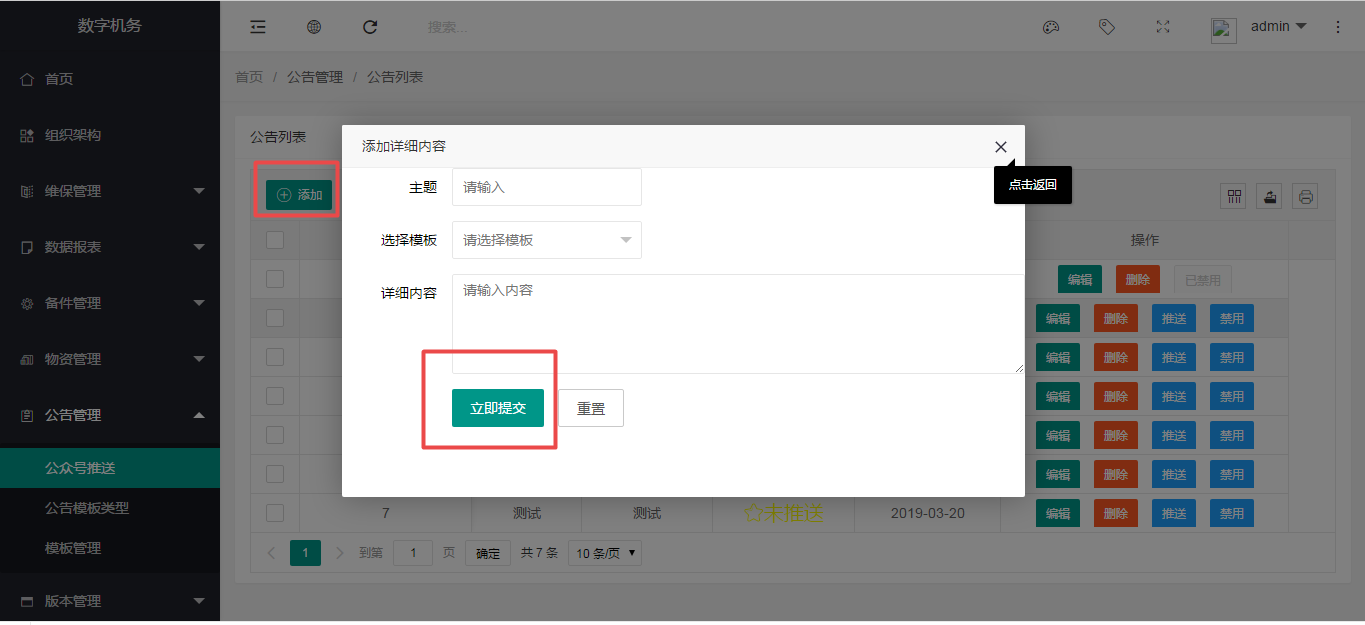 数字机务
搜索...
admin
首页
组织架构
维保管理
数据报表
备件管理
物资管理
公告管理
公众号推送
公告模板类型
模板管理
版本管理
首页 / 公告管理 / 公告列表
公告列表
添加
添加详细内容
点击返回
主题 请输入
选择模板 请选择模板
详细内容 请输入内容
立即提交 重置
操作
编辑 删除 已禁用
编辑 删除 推送 禁用
编辑 删除 推送 禁用
编辑 删除 推送 禁用
编辑 删除 推送 禁用
编辑 删除 推送 禁用
7 测试 测试 未推送 2019-03-20 编辑 删除 推送 禁用
1 到第 1 页 确定 共 7 条 10 条/页